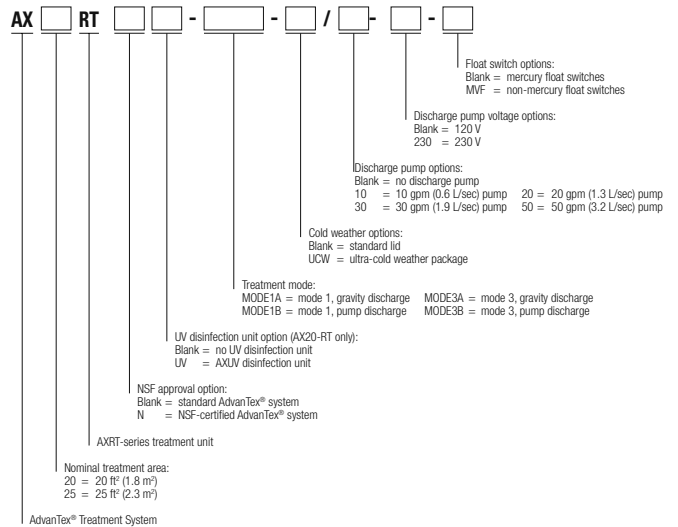 AX RT - - / - -
Float switch options:
Blank = mercury float switches
MVF = non-mercury float switches
Discharge pump voltage options:
Blank = 120 V
230 = 230 V
Discharge pump options:
Blank = no discharge pump
10 = 10 gpm (0.6 L/sec) pump 20 = 20 gpm (1.3 L/sec) pump
30 = 30 gpm (1.9 L/sec) pump 50 = 50 gpm (3.2 L/sec) pump
Cold weather options:
Blank = standard lid
UCW = ultra-cold weather package
Treatment mode:
MODE1A = mode 1, gravity discharge MODE3A = mode 3, gravity discharge
MODE1B = mode 1, pump discharge MODE3B = mode 3, pump discharge
UV disinfection unit option (AX20-RT only):
Blank = no UV disinfection unit
UV = AXUV disinfection unit
NSF approval option:
Blank = standard AdvanTex® system
N = NSF-certified AdvanTex® system
AXRT-series treatment unit
Nominal treatment area:
20 = 20 ft² (1.8 m²)
25 = 25 ft² (2.3 m²)
AdvanTex® Treatment System